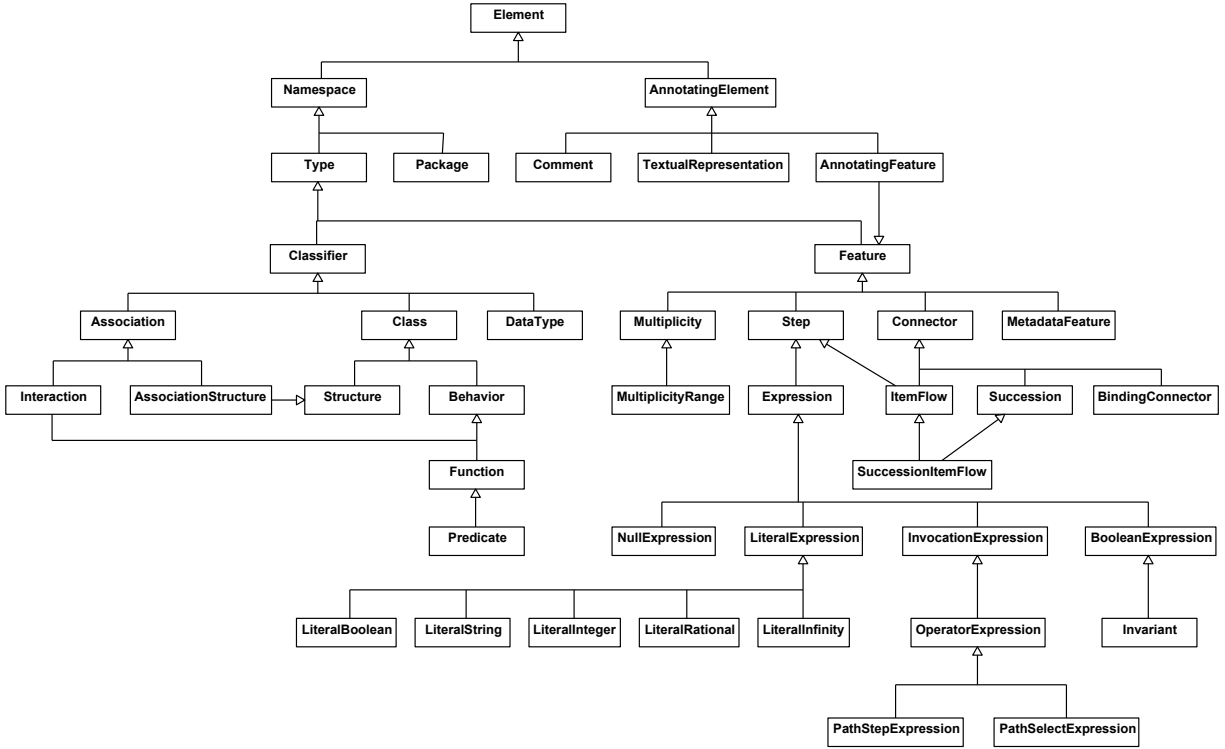 Element
Namespace
AnnotatingElement
Type
Package
Comment
TextualRepresentation
AnnotatingFeature
Classifier
Feature
Association
Class
DataType
Multiplicity
Step
Connector
MetadataFeature
Interaction
AssociationStructure
Structure
Behavior
MultiplicityRange
Expression
ItemFlow
Succession
BindingConnector
Function
SuccessionItemFlow
Predicate
NullExpression
LiteralExpression
InvocationExpression
BooleanExpression
LiteralBoolean
LiteralString
LiteralInteger
LiteralRational
LiteralInfinity
OperatorExpression
Invariant
PathStepExpression
PathSelectExpression